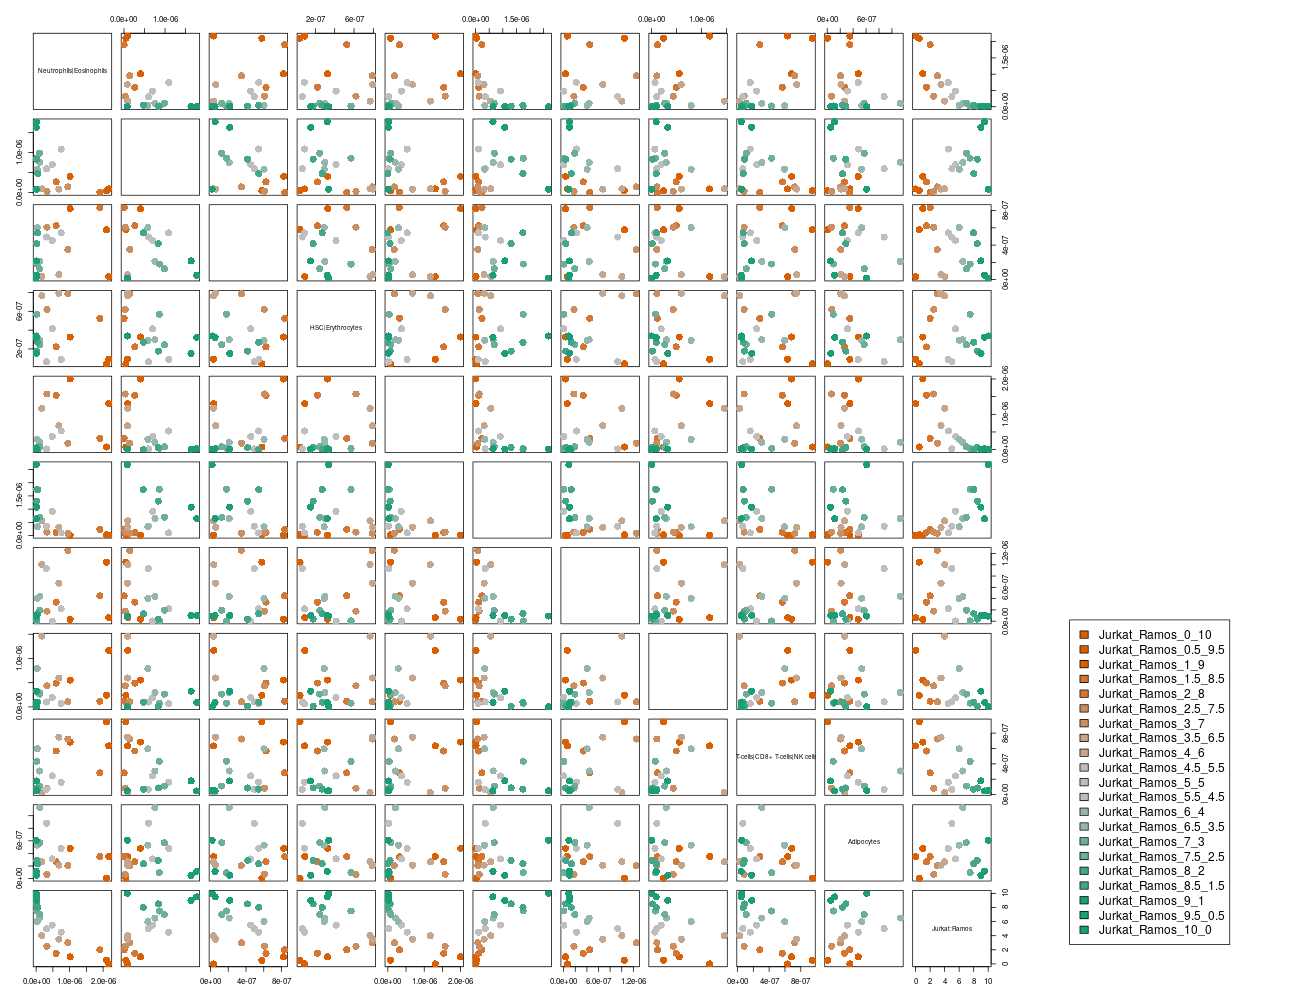 2e-07 6e-07 0.0e+00 1.5e-06 0.0e+00 1.0e-06 0e+00 6e-07
0.0e+00 1.0e-06
Neutrophils|Eosinophils
0.0e+00 1.5e-06
0.0e+00 1.0e-06
0e+00 4e-07 8e-07
HSC|Erythrocytes
2e-07 6e-07
0.0e+00 1.0e-06 2.0e-06
0.0e+00 1.5e-06
0.0e+00 6.0e-07 1.2e-06
0.0e+00 1.0e-06
T-cells|CD8+ T-cells|NK cells
0e+00 4e-07 8e-07
Adipocytes
0e+00 6e-07
Jurkat:Ramos
0 2 4 6 8 10
0.0e+00 1.0e-06 2.0e-06 0e+00 4e-07 8e-07 0.0e+00 1.0e-06 2.0e-06 0.0e+00 6.0e-07 1.2e-06 0e+00 4e-07 8e-07 0 2 4 6 8 10
Jurkat_Ramos_0_10
Jurkat_Ramos_0.5_9.5
Jurkat_Ramos_1_9
Jurkat_Ramos_1.5_8.5
Jurkat_Ramos_2_8
Jurkat_Ramos_2.5_7.5
Jurkat_Ramos_3_7
Jurkat_Ramos_3.5_6.5
Jurkat_Ramos_4_6
Jurkat_Ramos_4.5_5.5
Jurkat_Ramos_5_5
Jurkat_Ramos_5.5_4.5
Jurkat_Ramos_6_4
Jurkat_Ramos_6.5_3.5
Jurkat_Ramos_7_3
Jurkat_Ramos_7.5_2.5
Jurkat_Ramos_8_2
Jurkat_Ramos_8.5_1.5
Jurkat_Ramos_9_1
Jurkat_Ramos_9.5_0.5
Jurkat_Ramos_10_0